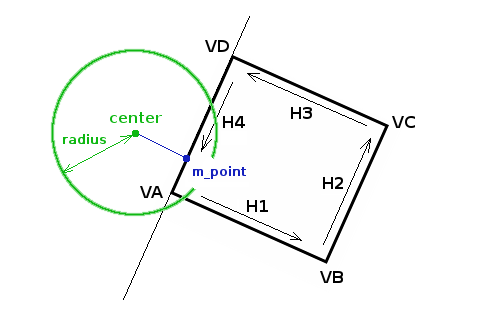 VD
center
H3
H4
VC
radius
m_point
H2
VA
H1
VB